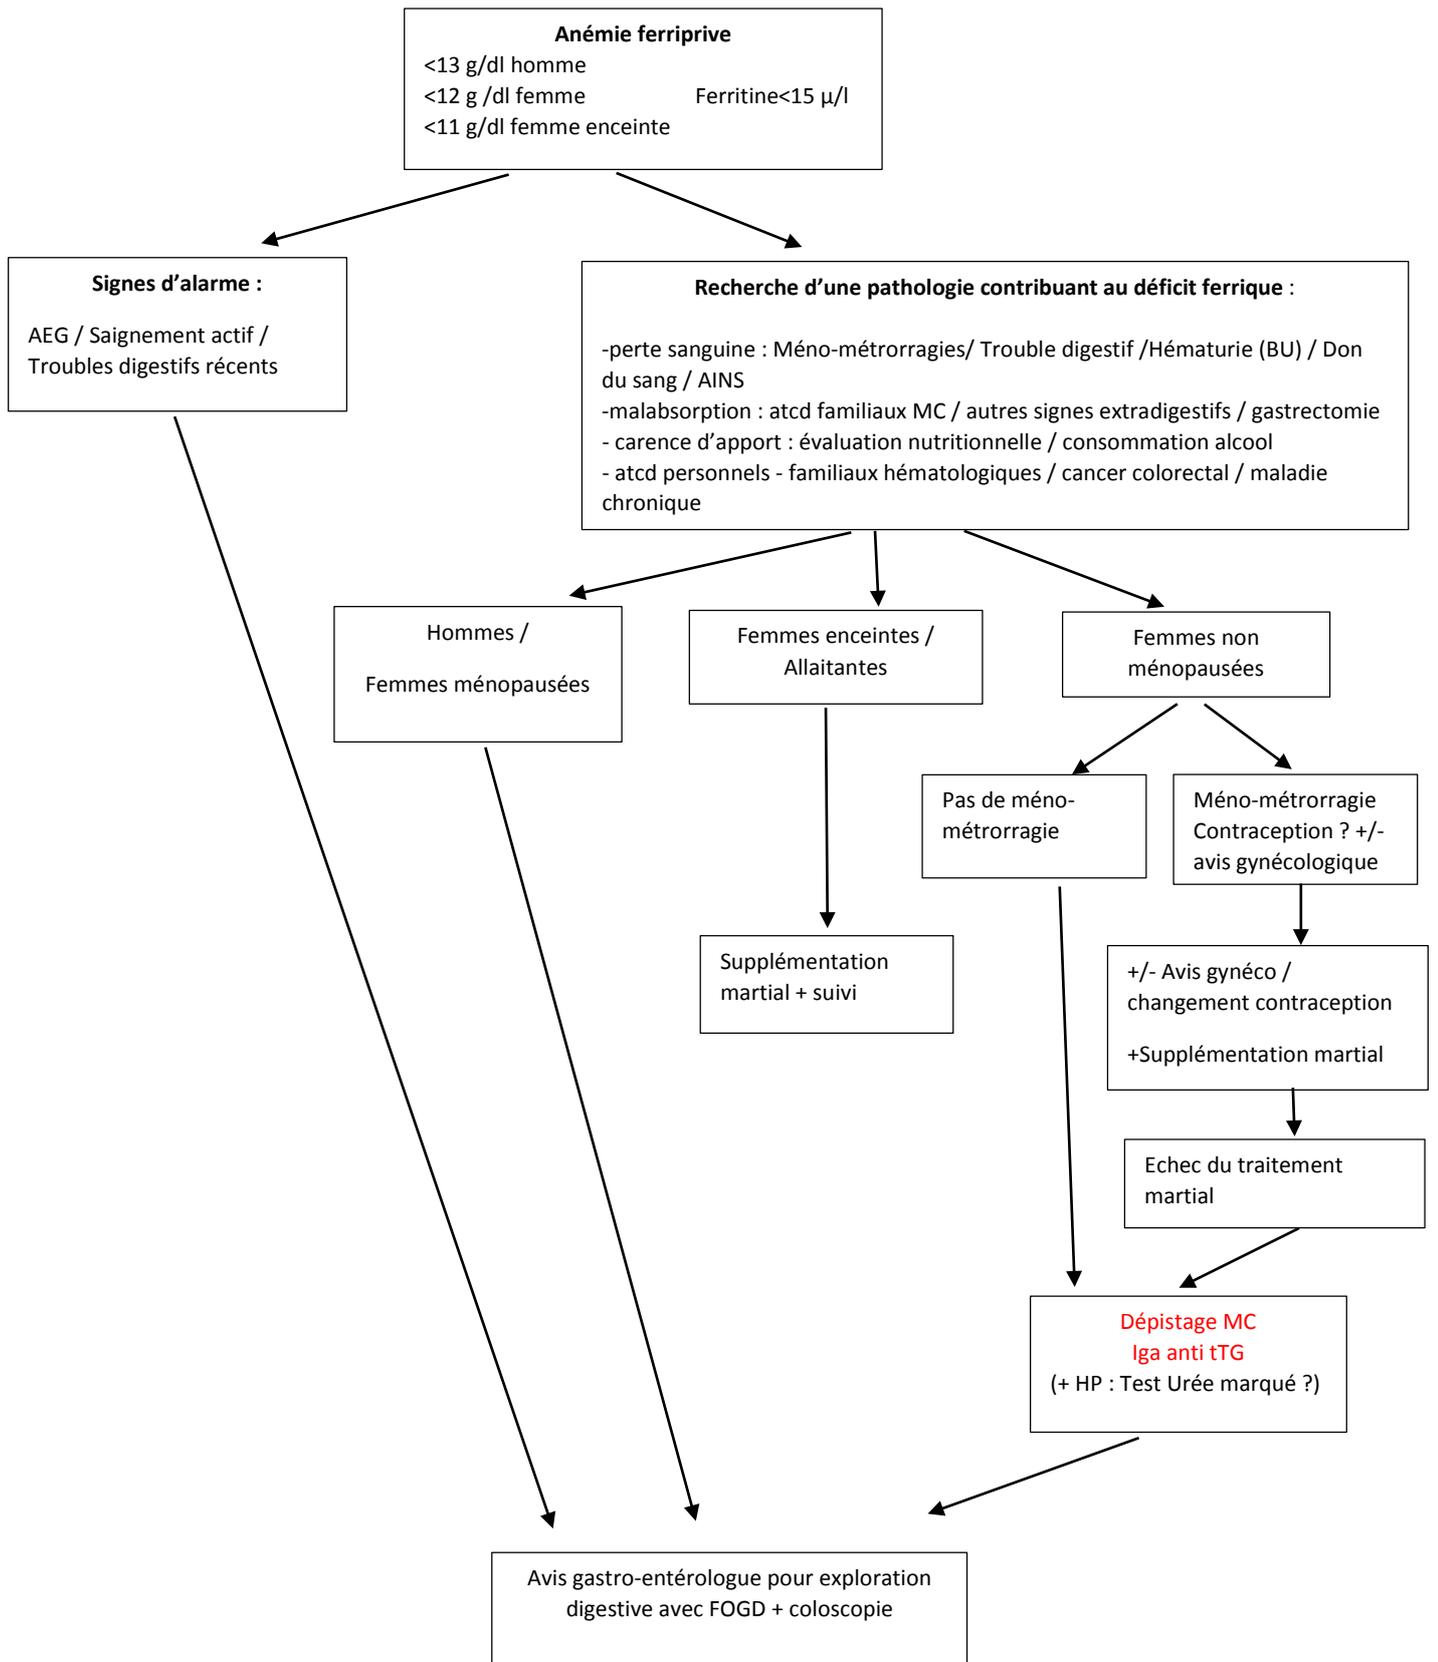 Anémie ferriprive
<13 g/dl homme
<12 g /dl femme Ferritine<15 µ/l
<11 g/dl femme enceinte
Signes d’alarme :
AEG / Saignement actif /
Troubles digestifs récents
Recherche d’une pathologie contribuant au déficit ferrique :
-perte sanguine : Méno-métrorragies/ Trouble digestif /Hématurie (BU) / Don
du sang / AINS
-malabsorption : atcd familiaux MC / autres signes extradigestifs / gastrectomie
- carence d’apport : évaluation nutritionnelle / consommation alcool
- atcd personnels - familiaux hématologiques / cancer colorectal / maladie
chronique
Hommes /
Femmes ménopausées
Femmes enceintes /
Allaitantes
Femmes non
ménopausées
Pas de méno-
métrorragie
Méno-métrorragie
Contraception ? +/-
avis gynécologique
Supplémentation
martial + suivi
+/- Avis gynéco /
changement contraception
+Supplémentation martial
Echec du traitement
martial
Dépistage MC
Iga anti tTG
(+ HP : Test Urée marqué ?)
Avis gastro-entérologue pour exploration
digestive avec FOGD + coloscopie